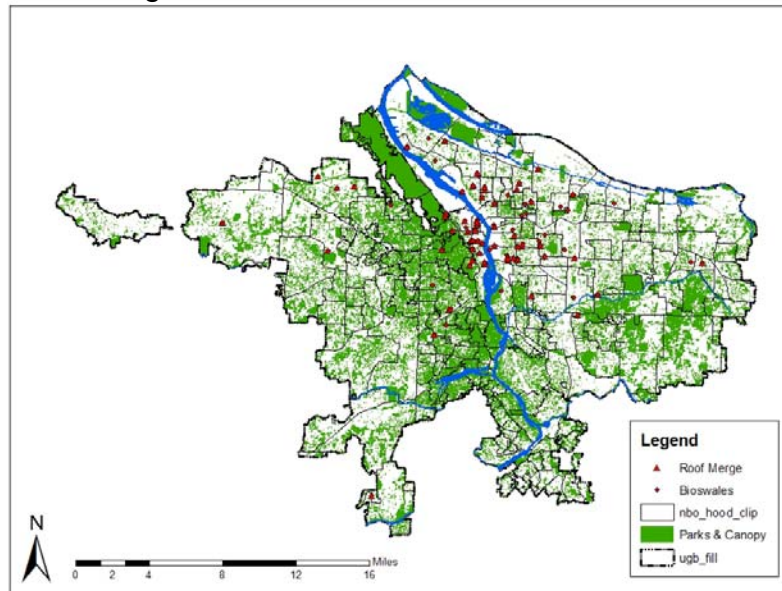 Legend
Roof Merge
Bioswales
nbo_hood_clip
Parks & Canopy
ugb_fill
N
Miles
0 2 4 8 12 16